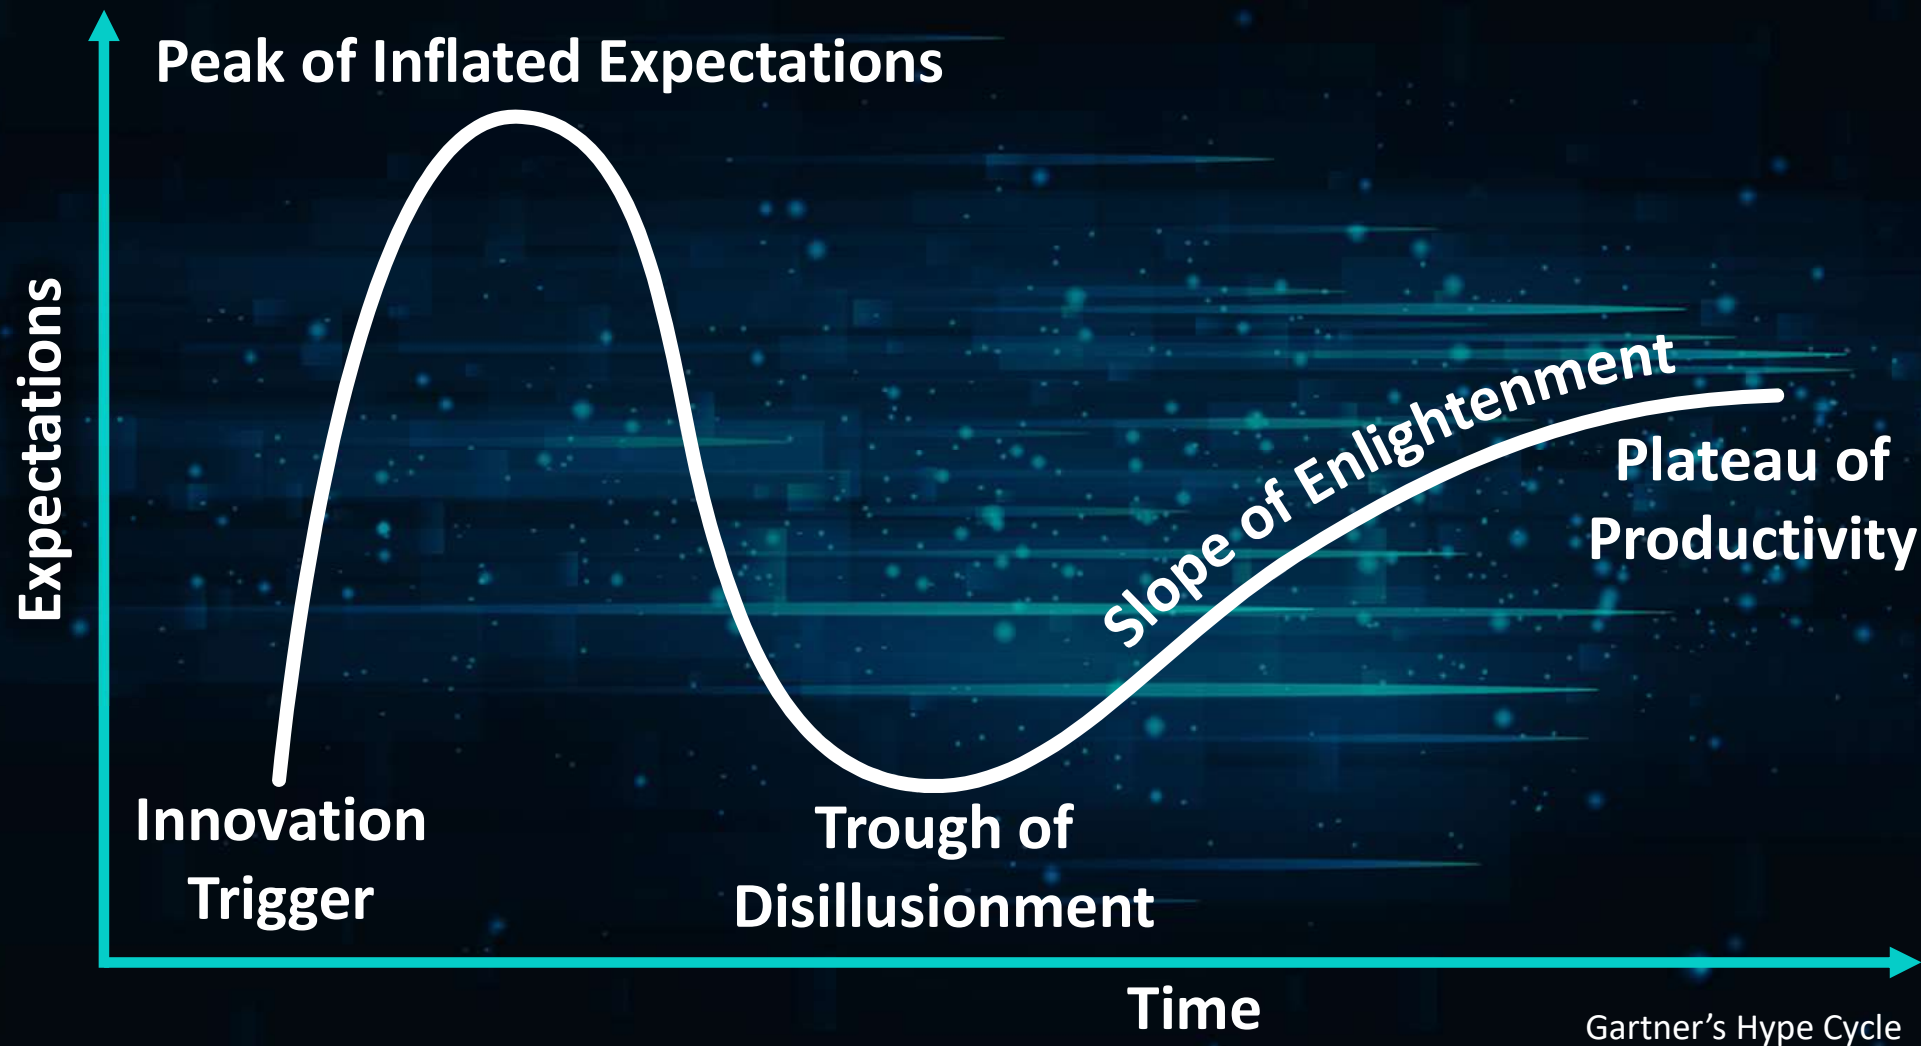 Peak of Inflated Expectations
Expectations
Slope of Enlightenment
Plateau of
Productivity
Innovation
Trigger
Trough of
Disillusionment
Time
Gartner’s Hype Cycle